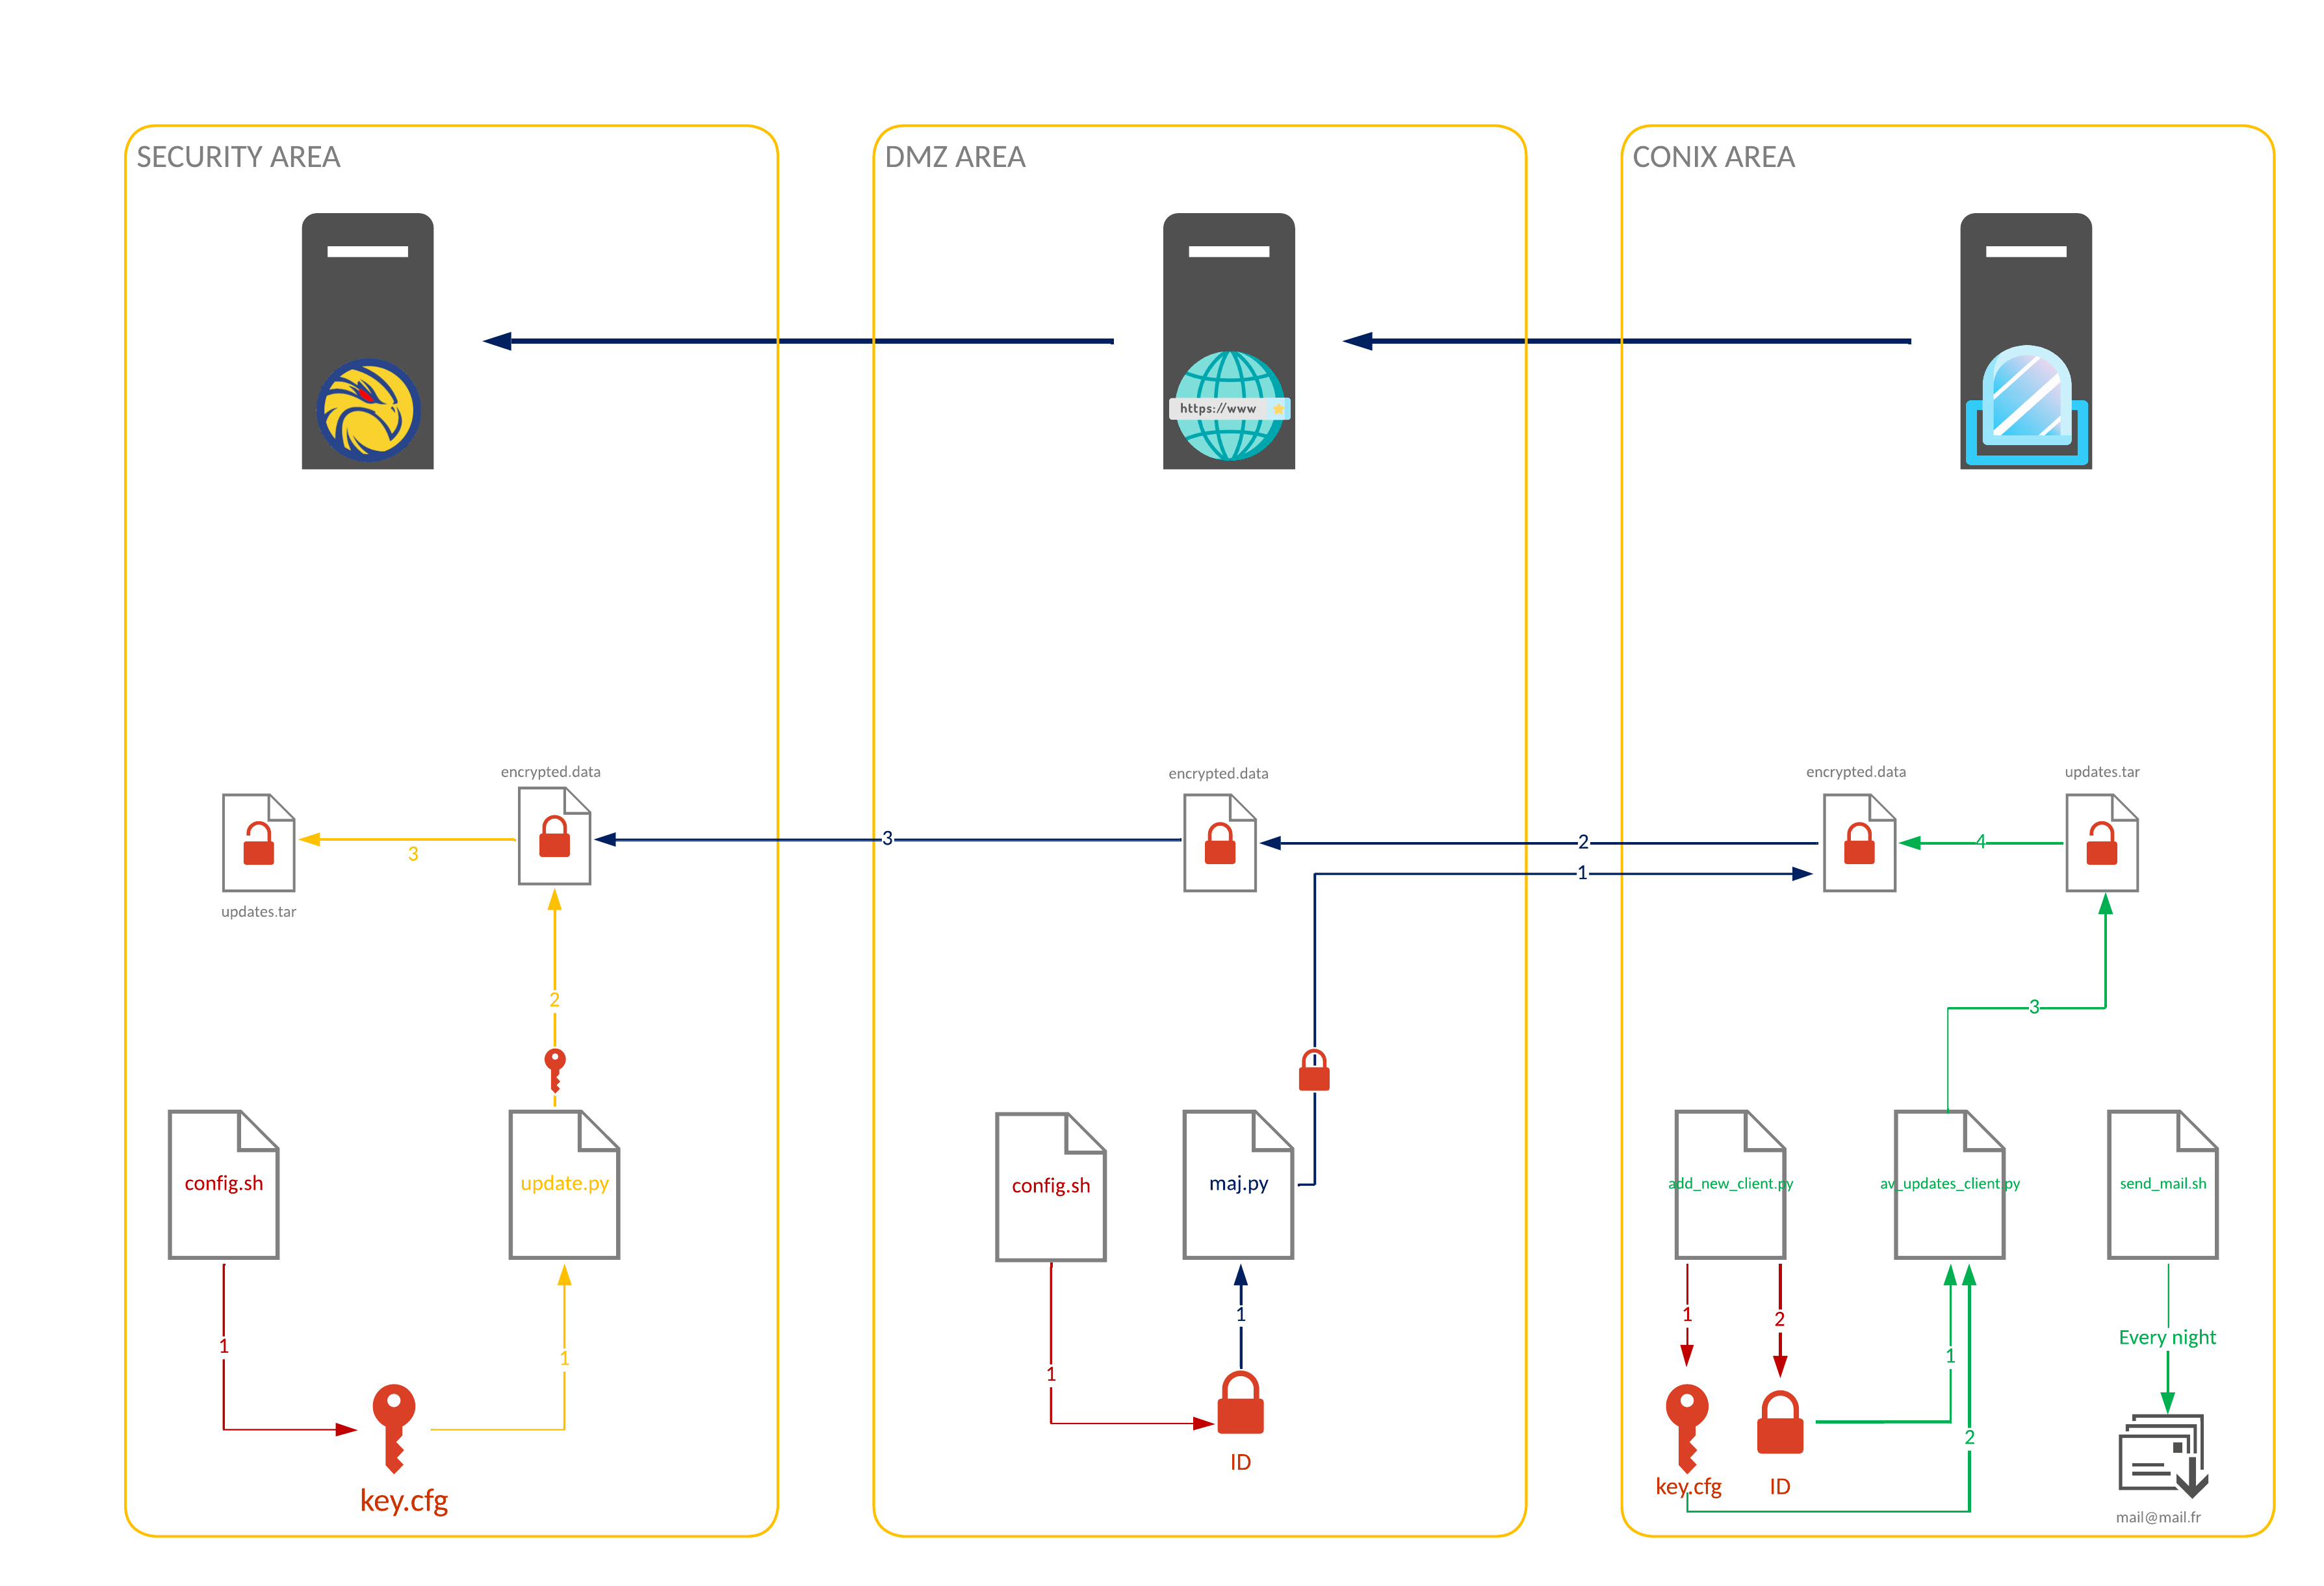 SECURITY AREA
DMZ AREA
CONIX AREA
https://www
encrypted.data
encrypted.data
encrypted.data
updates.tar
3
3
2
4
1
updates.tar
2
3
config.sh
update.py
config.sh
maj.py
add_new_client.py
av_updates_client.py
send_mail.sh
1
1
1
1
1
2
1
Every night
2
key.cfg
ID
key.cfg
ID
mail@mail.fr